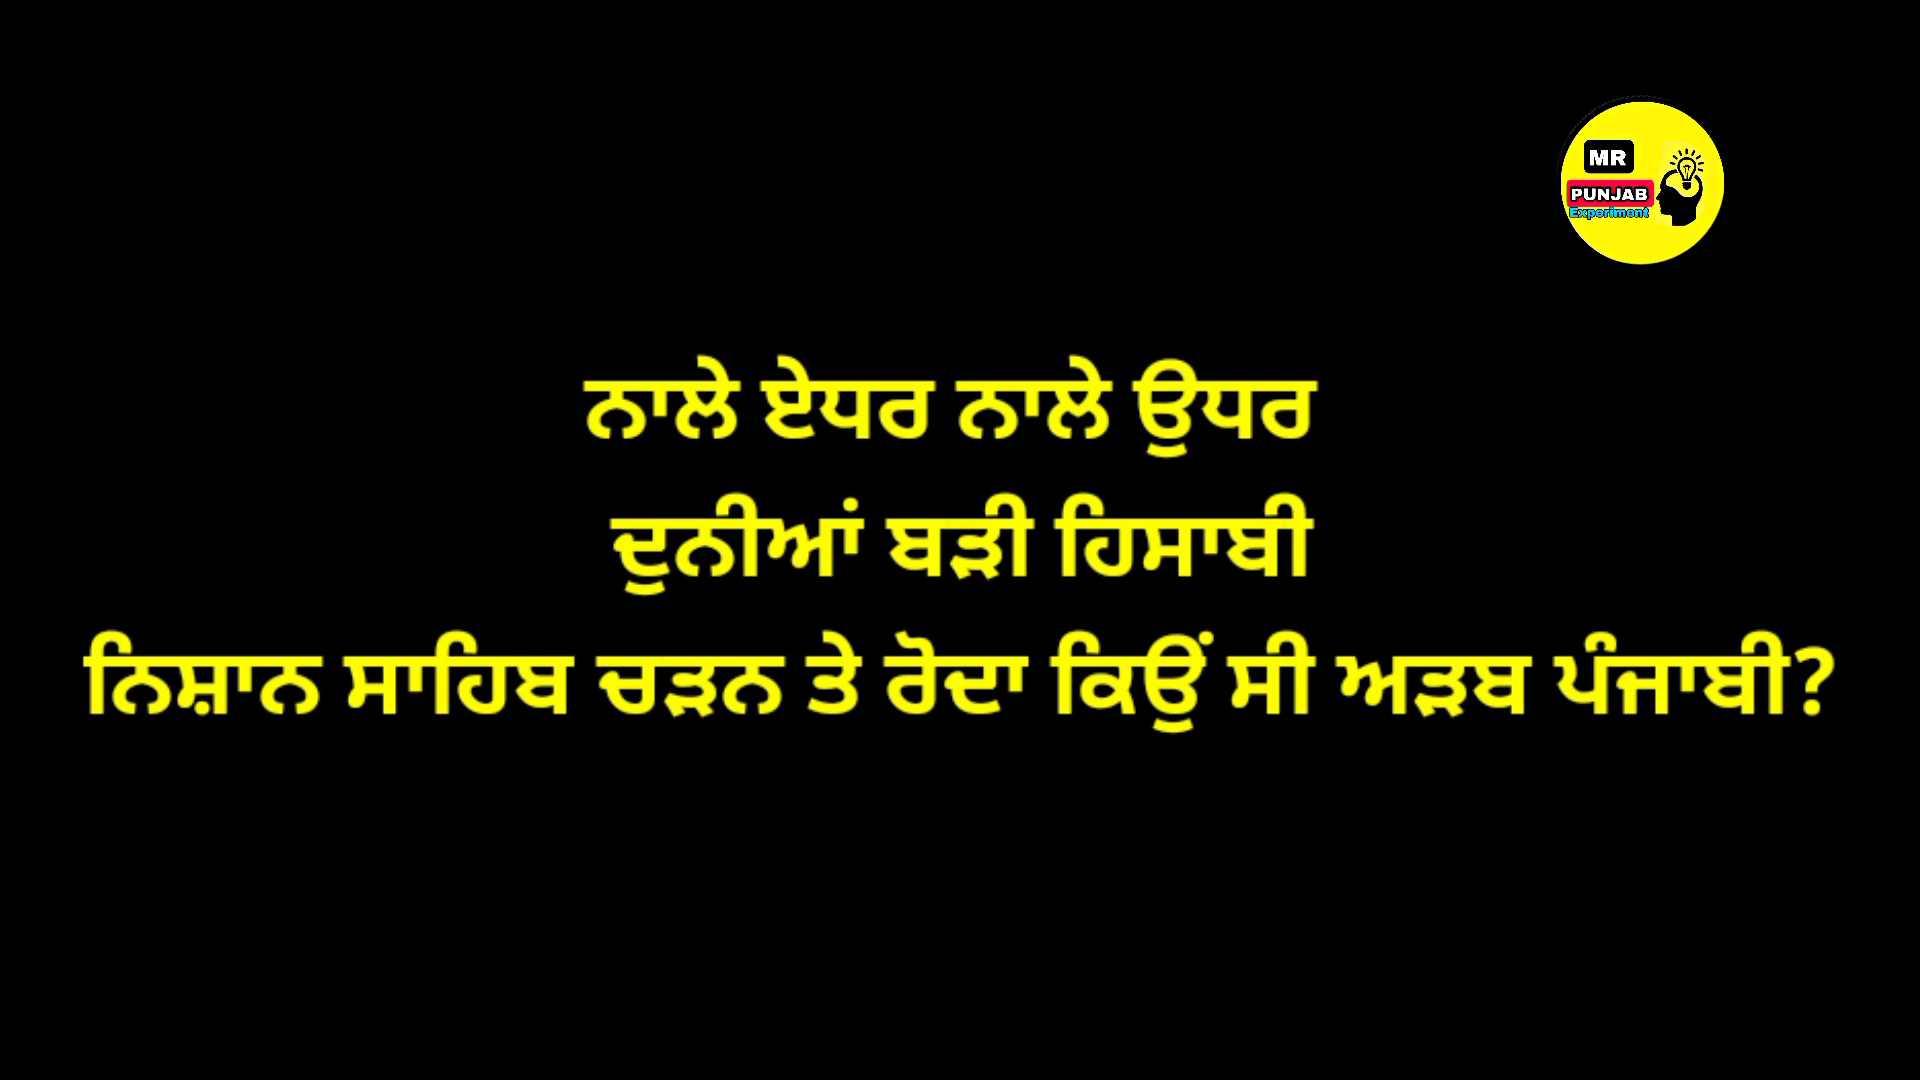 MR
PUNJAB
Experiment
ਨਾਲੇ ਏਧਰ ਨਾਲੇ ਉਧਰ
ਦੁਨੀਆਂ ਬੜੀ ਹਿਸਾਬੀ
ਨਿਸ਼ਾਨ ਸਾਹਿਬ ਚੜਨ ਤੇ ਰੋਦਾ ਕਿਉਂ ਸੀ ਅੜਬ ਪੰਜਾਬੀ?